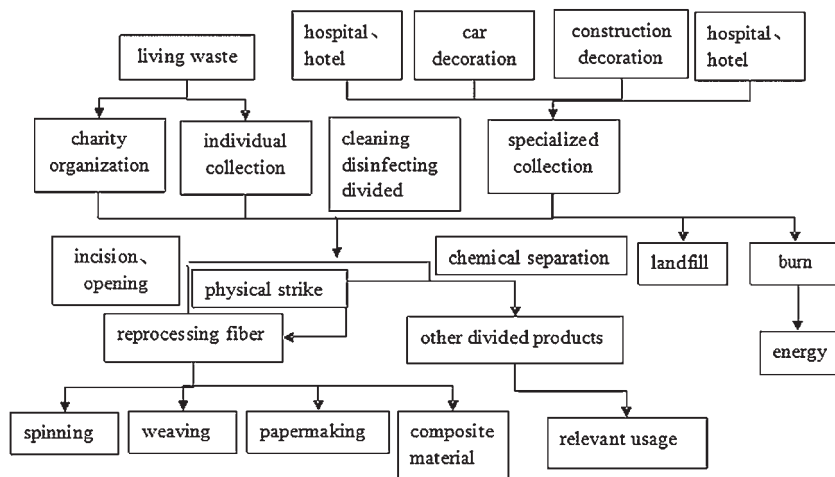 living waste
hospital、
hotel
car
decoration
construction
decoration
hospital、
hotel
charity
organization
individual
collection
cleaning
disinfecting
divided
specialized
collection
incision、
opening
physical strike
chemical separation
landfill
burn
reprocessing fiber
other divided products
energy
spinning
weaving
papermaking
composite
material
relevant usage